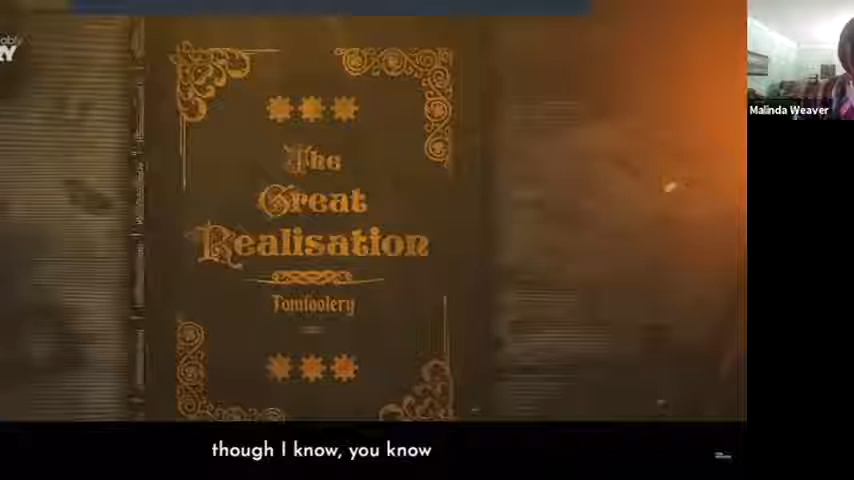 The
Great
Realisation
Tomfoolery
Malinda Weaver
though I know, you know